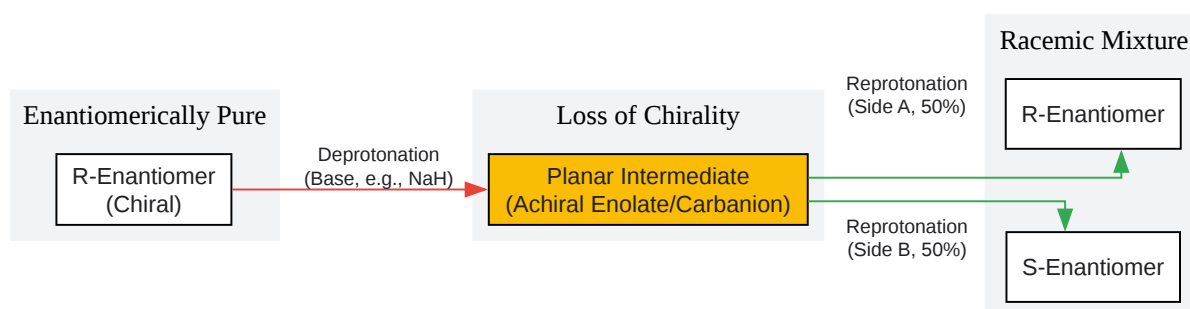 Enantiomerically Pure
R-Enantiomer
(Chiral)
Deprotonation
(Base, e.g., NaH)
Loss of Chirality
Planar Intermediate
(Achiral Enolate/Carbanion)
Reprotonation
(Side A, 50%)
Reprotonation
(Side B, 50%)
Racemic Mixture
R-Enantiomer
S-Enantiomer